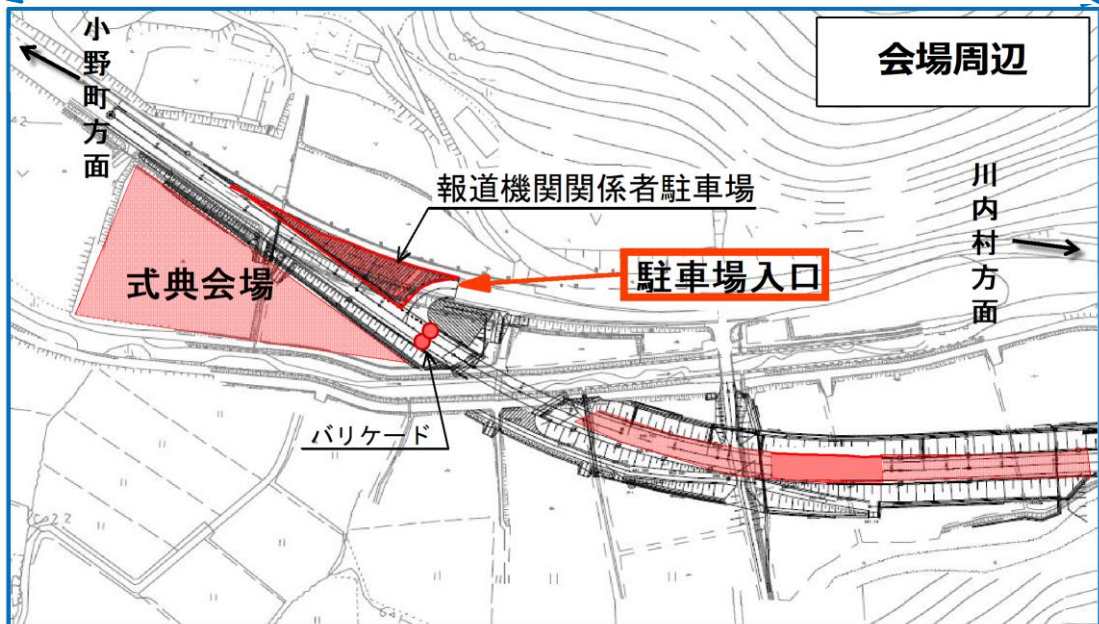 小野町方面
会場周辺
報道機関関係者駐車場
川内村方面
式典会場
駐車場入口
バリケード